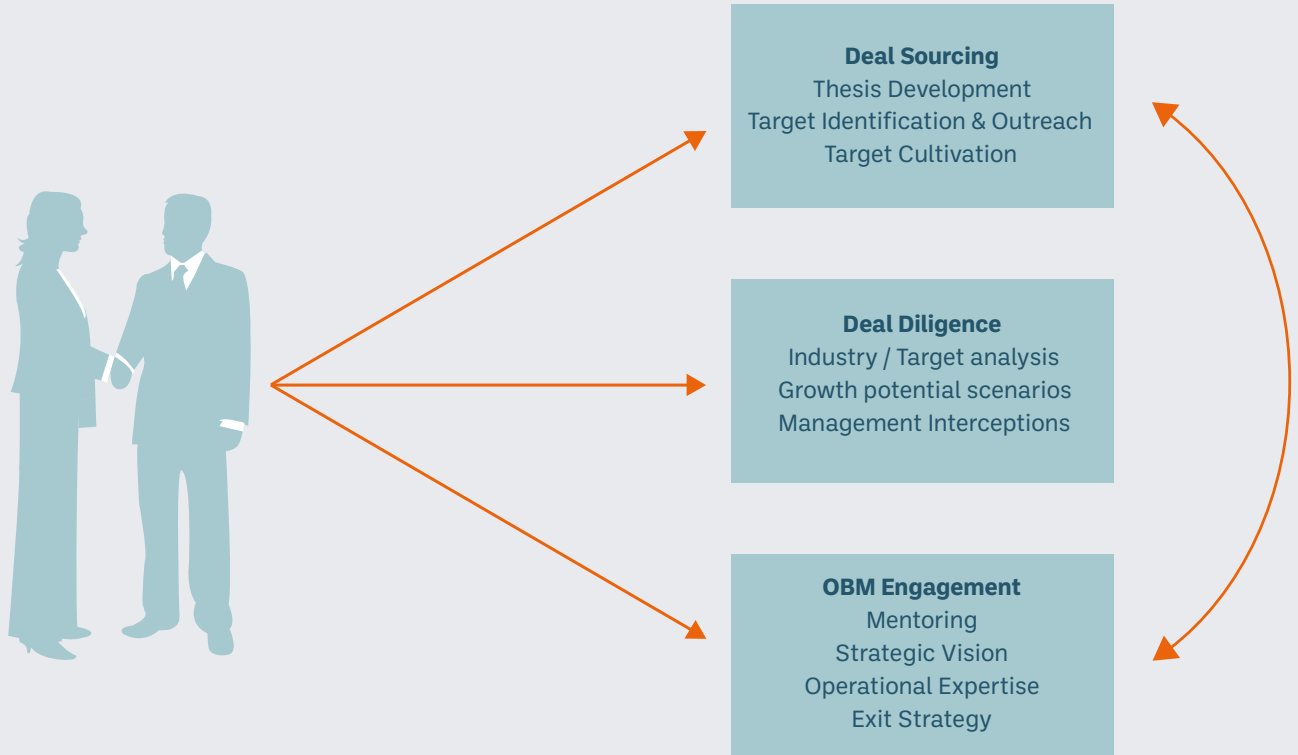 Deal Sourcing
Thesis Development
Target Identification & Outreach
Target Cultivation
Deal Diligence
Industry / Target analysis
Growth potential scenarios
Management Interceptions
OBM Engagement
Mentoring
Strategic Vision
Operational Expertise
Exit Strategy